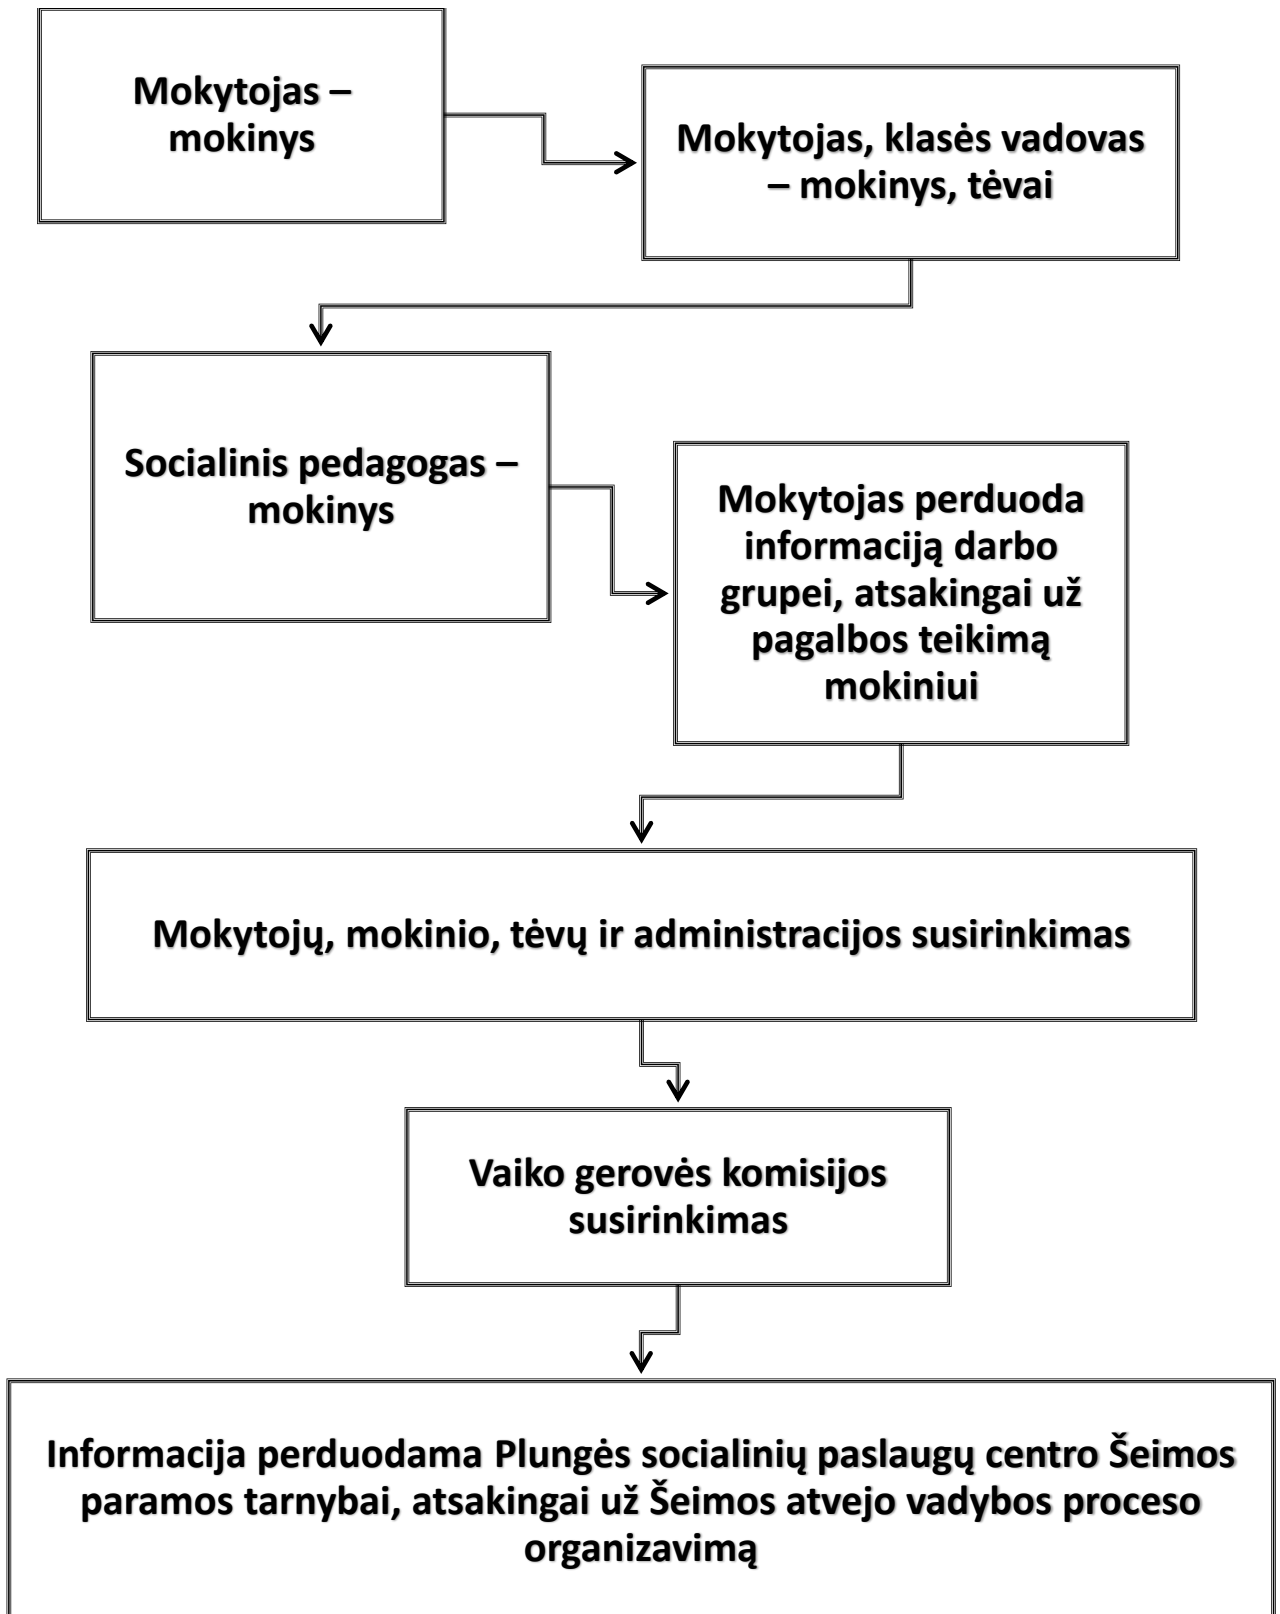 Mokytojas –
mokinys
Mokytojas, klasės vadovas
– mokinys, tėvai
Socialinis pedagogas –
mokinys
Mokytojas perduoda
informaciją darbo
grupei, atsakingai už
pagalbos teikimą
mokiniui
Mokytojų, mokinio, tėvų ir administracijos susirinkimas
Vaiko gerovės komisijos
susirinkimas
Informacija perduodama Plungės socialinių paslaugų centro Šeimos
paramos tarnybai, atsakingai už Šeimos atvejo vadybos proceso
organizavimą